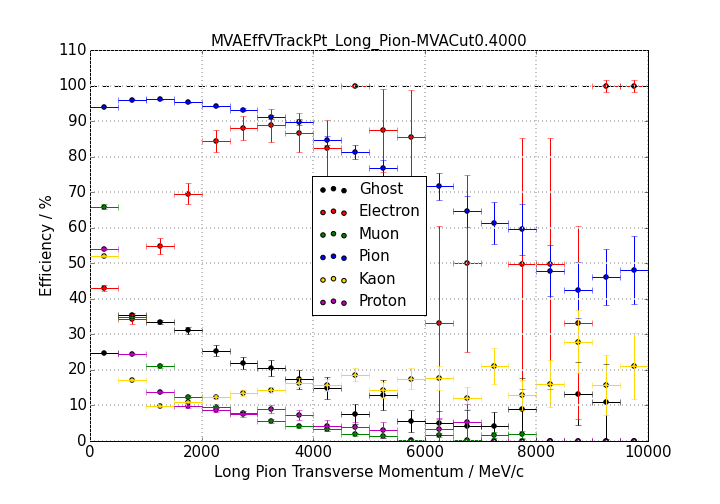 MVAEffVTrackPt_Long_Pion-MVACut0.4000
110
100
90
80
70
60
50
40
30
20
10
0
Efficiency / %
Ghost
Electron
Muon
Pion
Kaon
Proton
0 2000 4000 6000 8000 10000
Long Pion Transverse Momentum / MeV/c